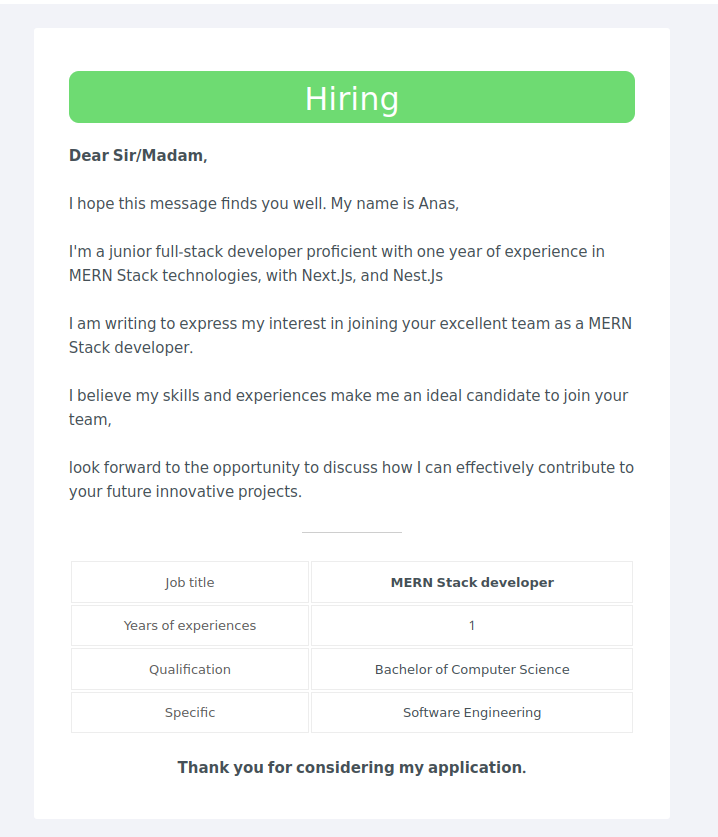 Hiring
Dear Sir/Madam,
I hope this message finds you well. My name is Anas,
I'm a junior full-stack developer proficient with one year of experience in
MERN Stack technologies, with Next.Js, and Nest.Js
I am writing to express my interest in joining your excellent team as a MERN
Stack developer.
I believe my skills and experiences make me an ideal candidate to join your
team,
look forward to the opportunity to discuss how I can effectively contribute to
your future innovative projects.
Job title MERN Stack developer
Years of experiences 1
Qualification Bachelor of Computer Science
Specific Software Engineering
Thank you for considering my application.